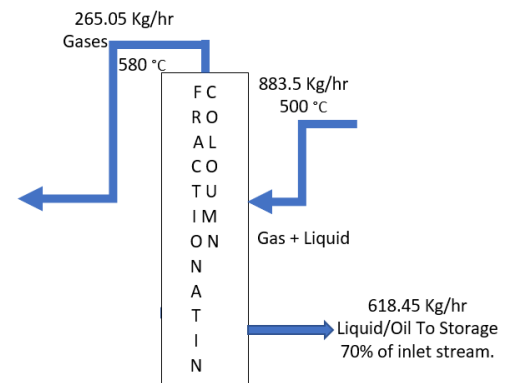 265.05 Kg/hr
Gases
580 °C
883.5 Kg/hr
500 °C
F C
R O
A L
C O
T U
I M
O N
N
A
T
I
N
Gas + Liquid
618.45 Kg/hr
Liquid/Oil To Storage
70% of inlet stream.